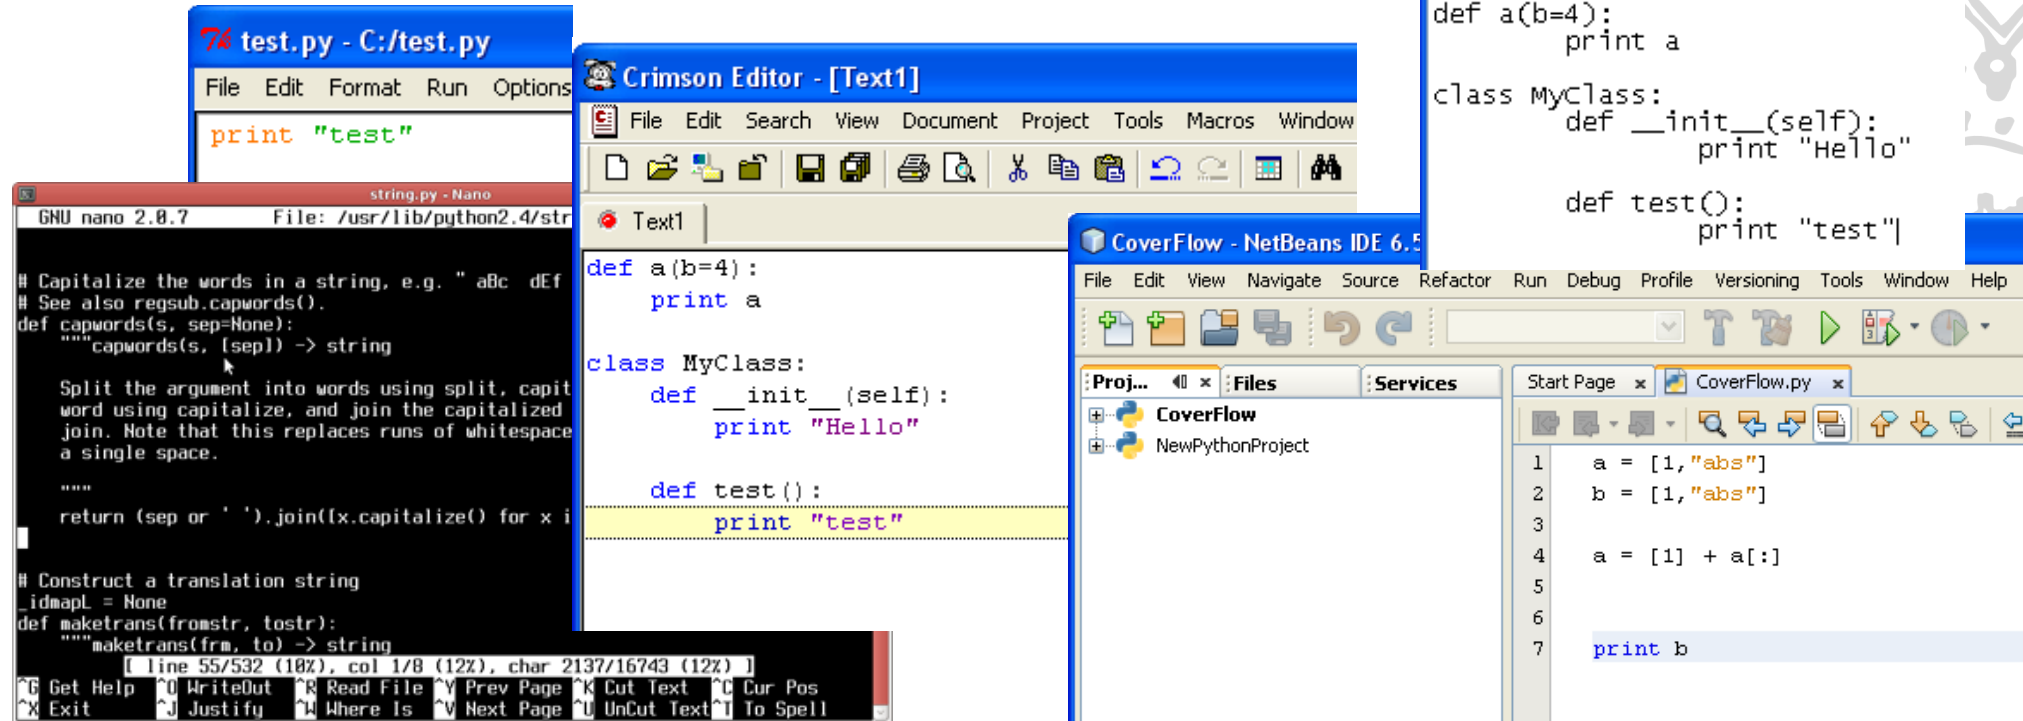 test.py - C:/test.py
File Edit Format Run Options
print "test"
string.py - Nano
GNU nano 2.0.7 File: /usr/lib/python2.4/str
# Capitalize the words in a string, e.g. " aBc dEf
# See also regsub.capwords().
def capwords(s, sep=None):
"""capwords(s, [sep]) -> string
Split the argument into words using split, capit
word using capitalize, and join the capitalized
join. Note that this replaces runs of whitespace
a single space.
"""
return (sep or ' ').join([x.capitalize() for x i
# Construct a translation string
_idmapL = None
def maketrans(fromstr, tostr):
"""maketrans(frm, to) -> string
[ line 55/532 (10%), col 1/8 (12%), char 2137/16743 (12%) ]
^G Get Help ^O WriteOut ^R Read File ^Y Prev Page ^K Cut Text ^C Cur Pos
^X Exit ^J Justify ^W Where Is ^V Next Page ^U UnCut Text ^T To Spell
Crimson Editor - [Text1]
File Edit Search View Document Project Tools Macros Window
Text1
def a(b=4):
print a
class MyClass:
def __init__(self):
print "Hello"
def test():
print "test"
def a(b=4):
print a
class MyClass:
def __init__(self):
print "Hello"
def test():
print "test"
CoverFlow - NetBeans IDE 6.5
File Edit View Navigate Source Refactor Run Debug Profile Versioning Tools Window Help
Proj... Files Services
CoverFlow
NewPythonProject
Start Page CoverFlow.py
1 a = [1,"abs"]
2 b = [1,"abs"]
3
4 a = [1] + a[:]
5
6
7 print b